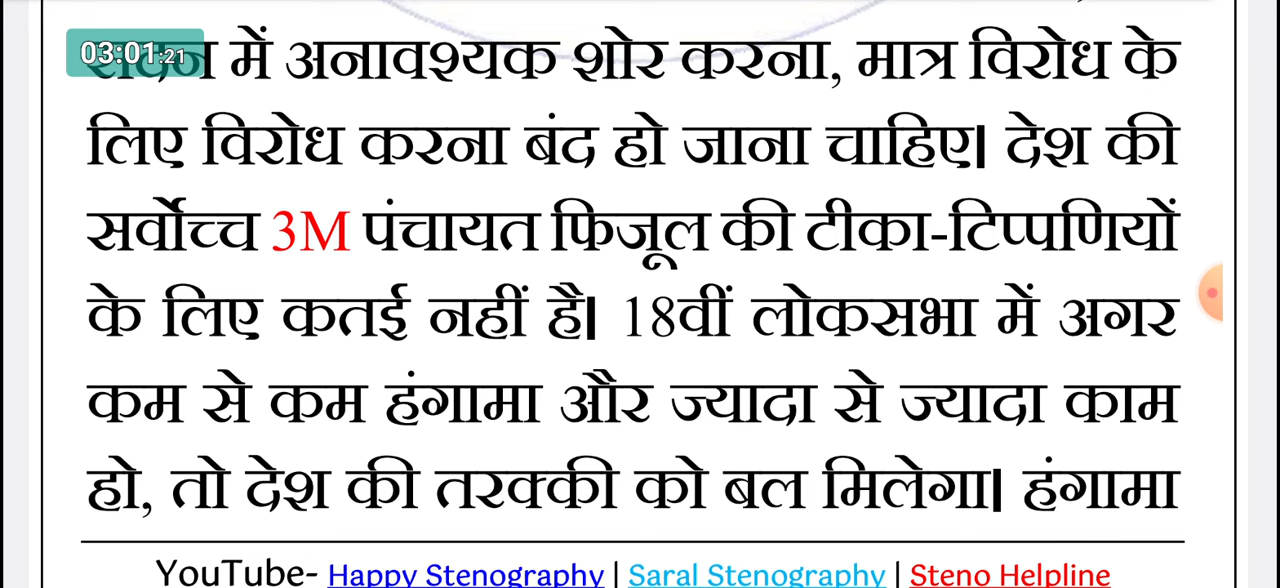 03:01:21
सदन में अनावश्यक शोर करना, मात्र विरोध के
लिए विरोध करना बंद हो जाना चाहिए। देश की
सर्वोच्च 3M पंचायत फिजूल की टीका-टिप्पणियों
के लिए कतई नहीं है। 18वीं लोकसभा में अगर
कम से कम हंगामा और ज्यादा से ज्यादा काम
हो, तो देश की तरक्की को बल मिलेगा। हंगामा
YouTube- Happy Stenography | Saral Stenography | Steno Helpline